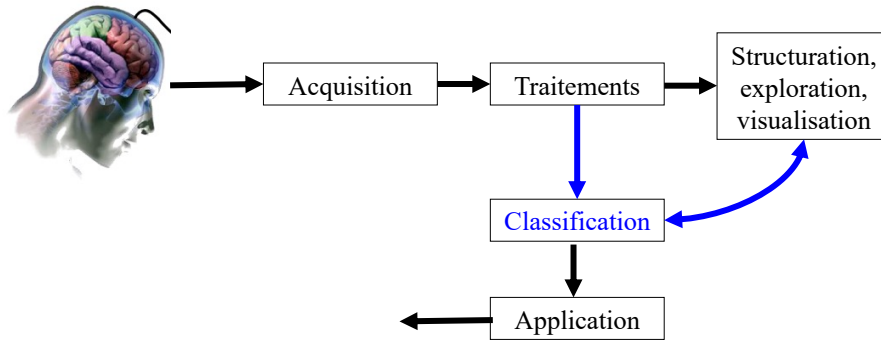 Acquisition
Traitements
Structuration,
exploration,
visualisation
Classification
Application